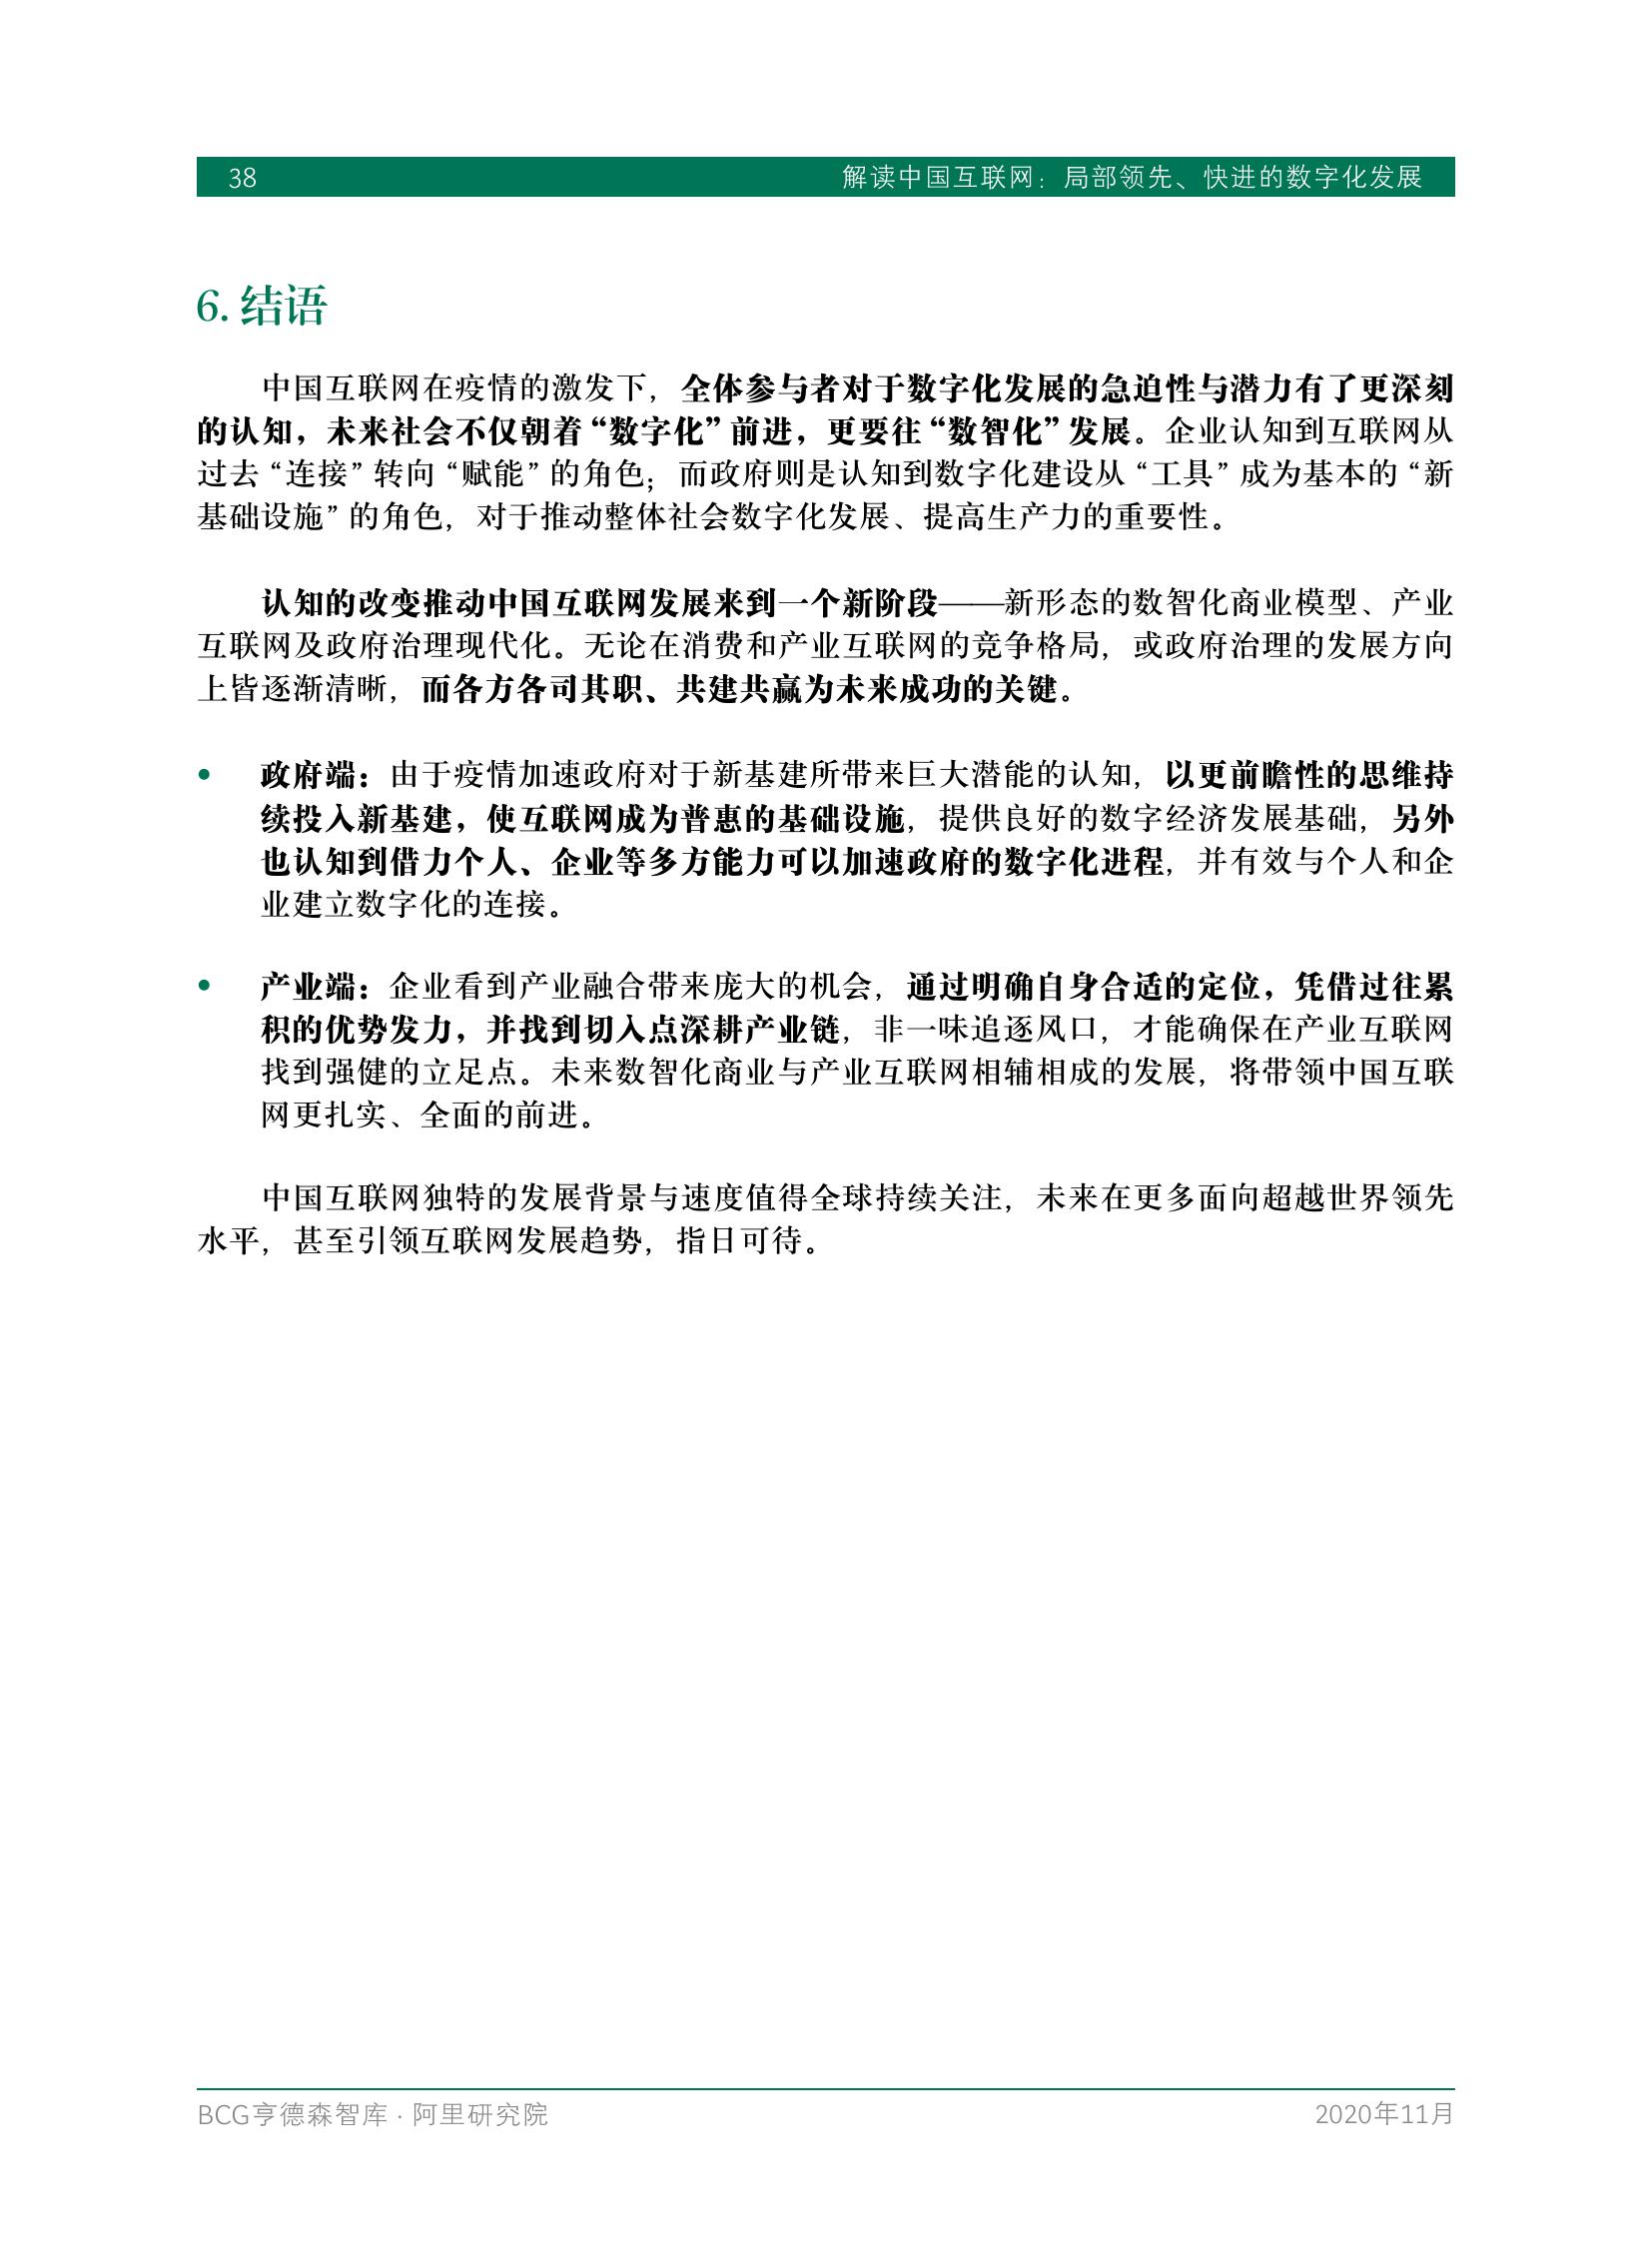 38
解读中国互联网：局部领先、快进的数字化发展
6. 结语
中国互联网在疫情的激发下，全体参与者对于数字化发展的急迫性与潜力有了更深刻
的认知，未来社会不仅朝着“数字化”前进，更要往“数智化”发展。企业认知到互联网从
过去“连接”转向“赋能”的角色；而政府则是认知到数字化建设从“工具”成为基本的“新
基础设施”的角色，对于推动整体社会数字化发展、提高生产力的重要性。
认知的改变推动中国互联网发展来到一个新阶段——新形态的数智化商业模型、产业
互联网及政府治理现代化。无论在消费和产业互联网的竞争格局，或政府治理的发展方向
上皆逐渐清晰，而各方各司其职、共建共赢为未来成功的关键。
• 政府端：由于疫情加速政府对于新基建所带来巨大潜能的认知，以更前瞻性的思维持
续投入新基建，使互联网成为普惠的基础设施，提供良好的数字经济发展基础，另外
也认知到借力个人、企业等多方能力可以加速政府的数字化进程，并有效与个人和企
业建立数字化的连接。
• 产业端：企业看到产业融合带来庞大的机会，通过明确自身合适的定位，凭借过往累
积的优势发力，并找到切入点深耕产业链，非一味追逐风口，才能确保在产业互联网
找到强健的立足点。未来数智化商业与产业互联网相辅相成的发展，将带领中国互联
网更扎实、全面的前进。
中国互联网独特的发展背景与速度值得全球持续关注，未来在更多面向超越世界领先
水平，甚至引领互联网发展趋势，指日可待。
BCG亨德森智库 · 阿里研究院
2020年11月